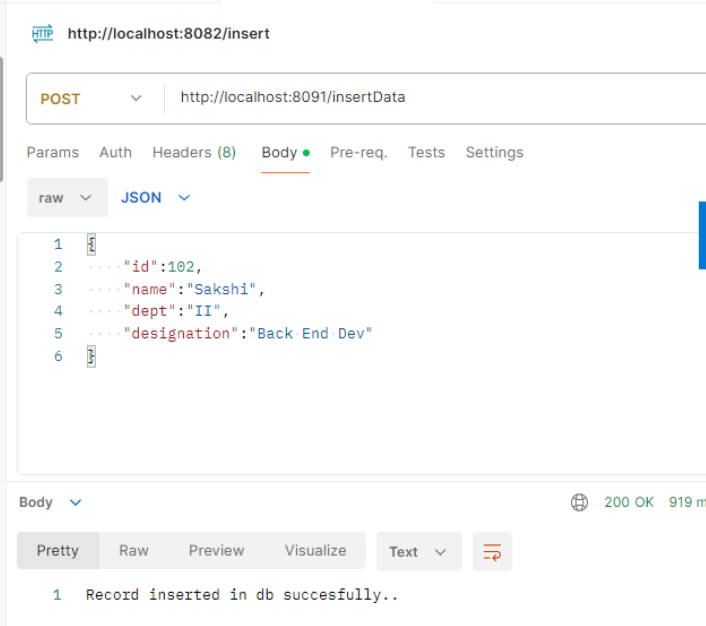 HTTP http://localhost:8082/insert
POST http://localhost:8091/insertData
Params Auth Headers (8) Body Pre-req. Tests Settings
raw JSON
1 {
2 ····"id":102,
3 ····"name":"Sakshi",
4 ····"dept":"II",
5 ····"designation":"Back·End·Dev"
6 }
Body 200 OK 919 m
Pretty Raw Preview Visualize Text
1 Record inserted in db succesfully..